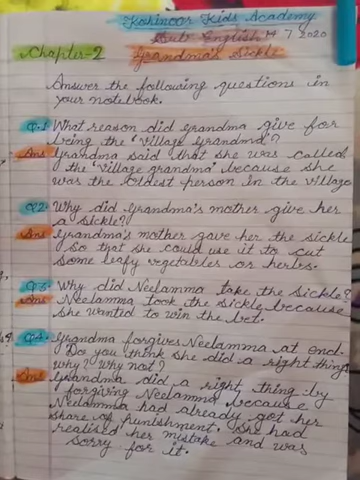 Kohinoor Kids Academy
Sub English 14.7.2020
Chapter-2 Grandma's Sickle
Answer the following questions in
your notebook.
Q.1 What reason did Grandma give for
being the 'Village Grandma'?
Ans Grandma said that she was called
the 'Village grandma' because she
was the oldest person in the village
Q2. Why did Grandma's mother give her
a sickle?
Ans Grandma's mother gave her the sickle
so that she could use it to cut
some leafy vegetables or herbs.
Q.3. Why did Neelamma take the sickle?
Ans Neelamma took the sickle because
she wanted to win the bet.
Q.4. Grandma forgives Neelamma at end.
Do you think she did a right thing
why? Why not?
Ans Grandma did a right thing by
forgiving Neelamma because
Neelamma had already got her
share of punishment. She had
realised her mistake and was
sorry for it.